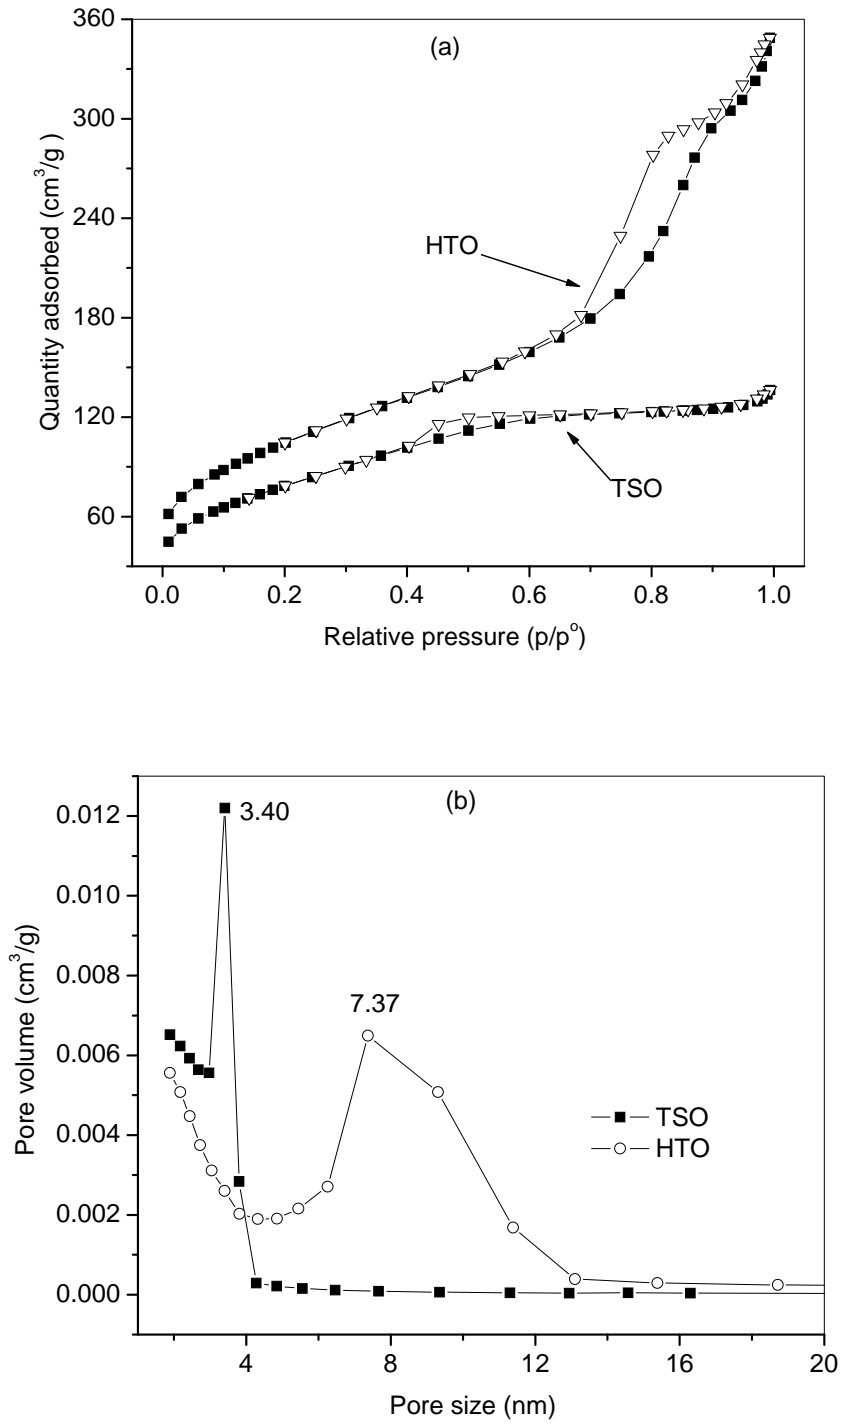 (a)
360
300
240
180
120
60
Quantity adsorbed (cm³/g )
HTO
TSO
0.0 0.2 0.4 0.6 0.8 1.0
Relative pressure (p/pᵒ)
(b)
0.012
0.010
0.008
0.006
0.004
0.002
0.000
Pore volume (cm³/g)
3.40
7.37
TSO
HTO
4 8 12 16 20
Pore size (nm)